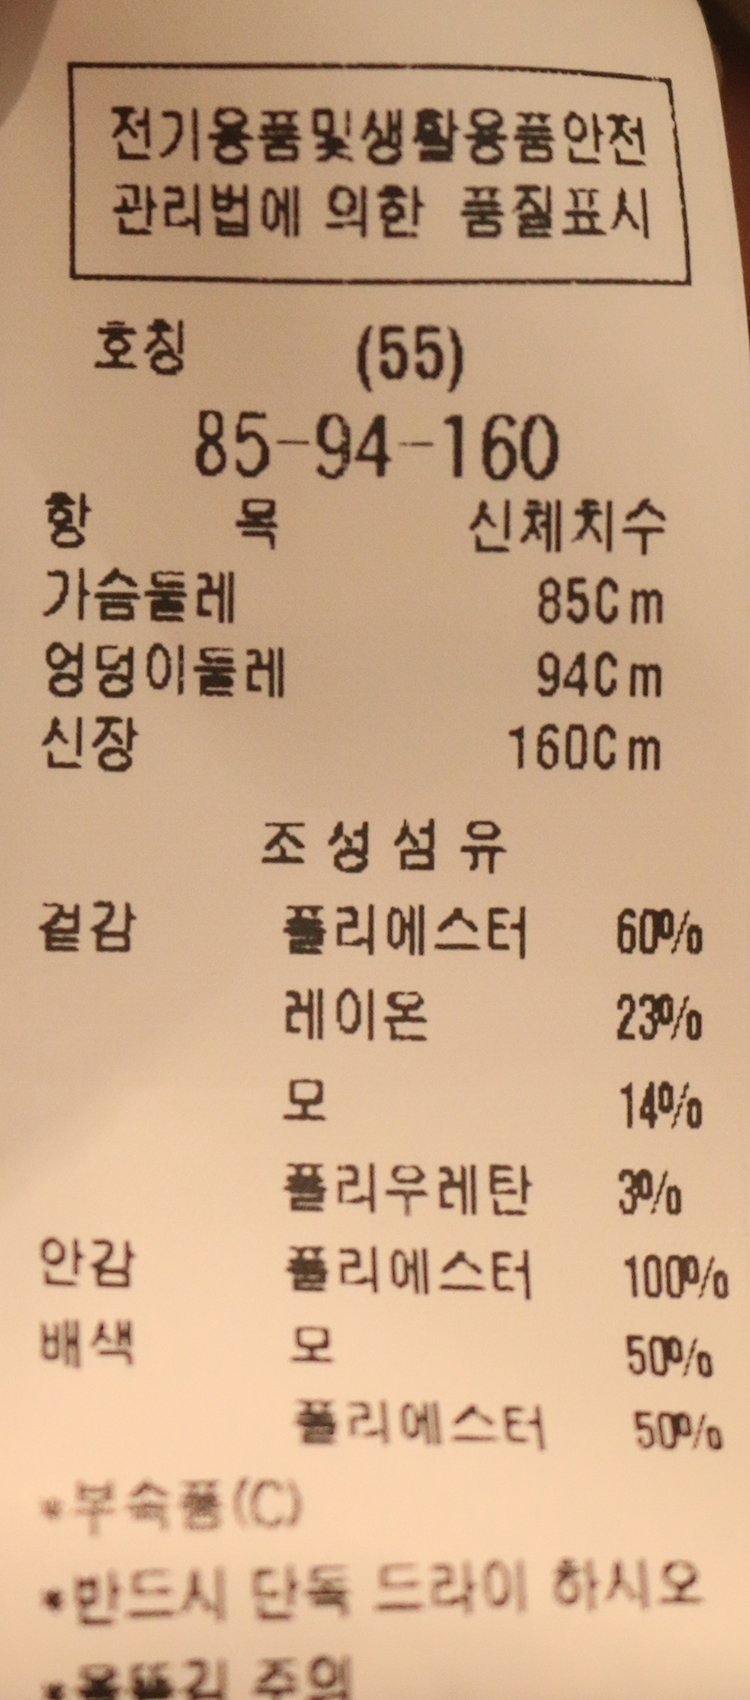 전기용품및생활용품안전
관리법에 의한 품질표시
호칭 (55)
85-94-160
항 목 신체치수
가슴둘레 85Cm
엉덩이둘레 94Cm
신장 160Cm
조성섬유
겉감 폴리에스터 60%
레이온 23%
모 14%
폴리우레탄 3%
안감 폴리에스터 100%
배색 모 50%
폴리에스터 50%
*부속품(C)
*반드시 단독 드라이 하시오
*올뜯김 주의